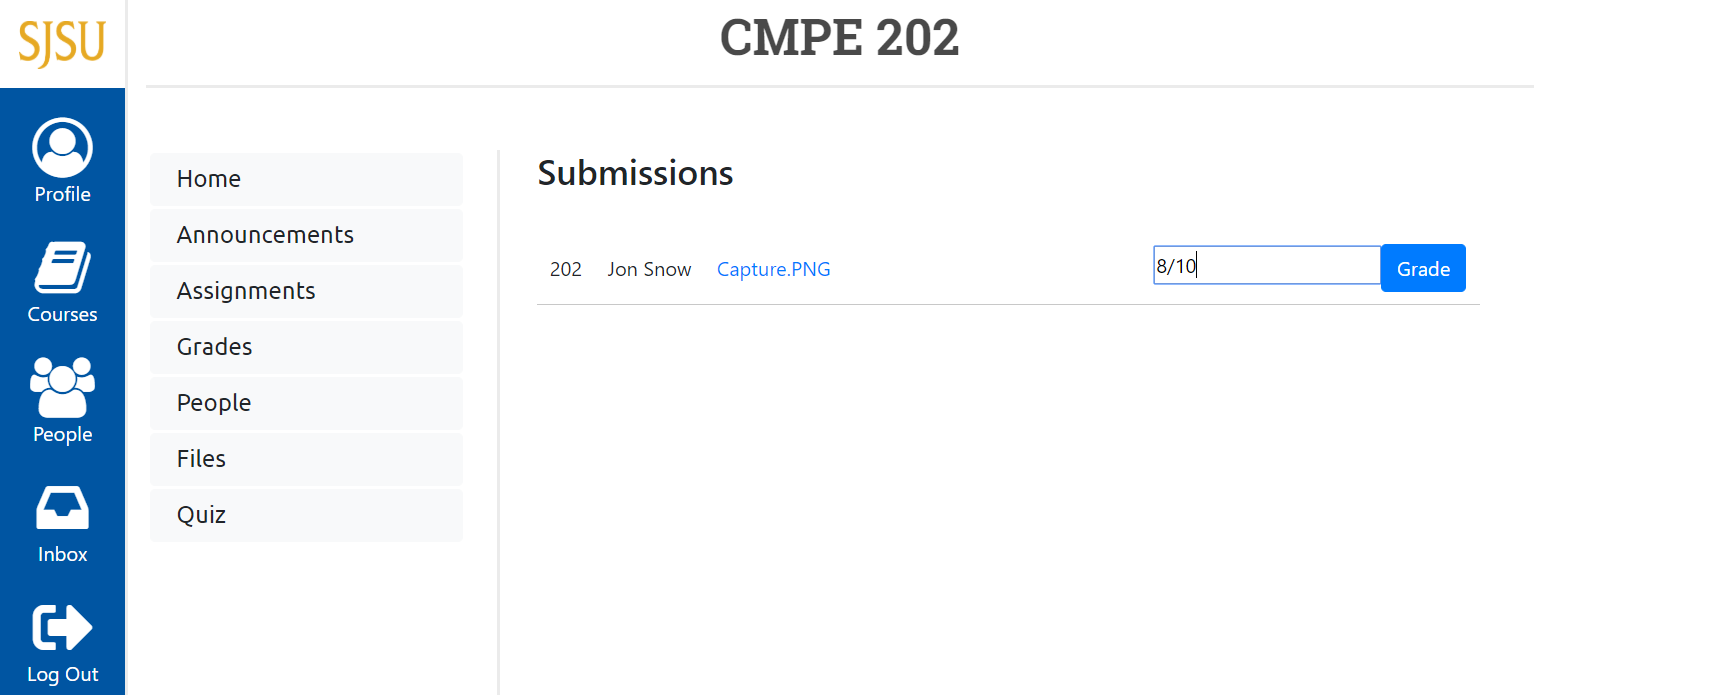 SJSU
CMPE 202
Profile
Courses
People
Inbox
Log Out
Home
Announcements
Assignments
Grades
People
Files
Quiz
Submissions
202 Jon Snow Capture.PNG 8/10 Grade